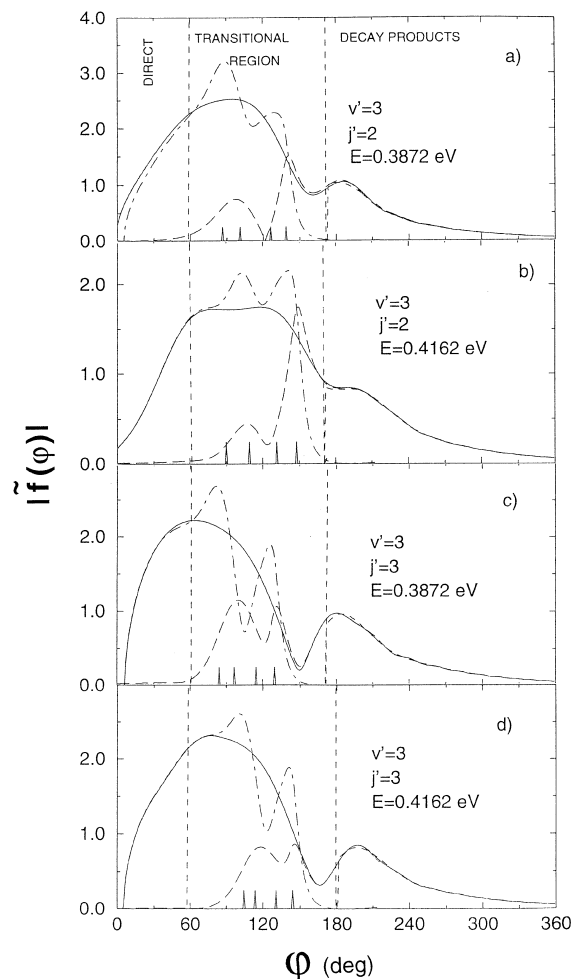 DIRECT
TRANSITIONAL
REGION
DECAY PRODUCTS
a)
v'=3
j'=2
E=0.3872 eV
4.0
3.0
2.0
1.0
0.0
b)
v'=3
j'=2
E=0.4162 eV
2.0
1.0
0.0
|f̃(φ)|
c)
v'=3
j'=3
E=0.3872 eV
2.0
1.0
0.0
d)
v'=3
j'=3
E=0.4162 eV
2.0
1.0
0.0
0 60 120 180 240 300 360
φ (deg)